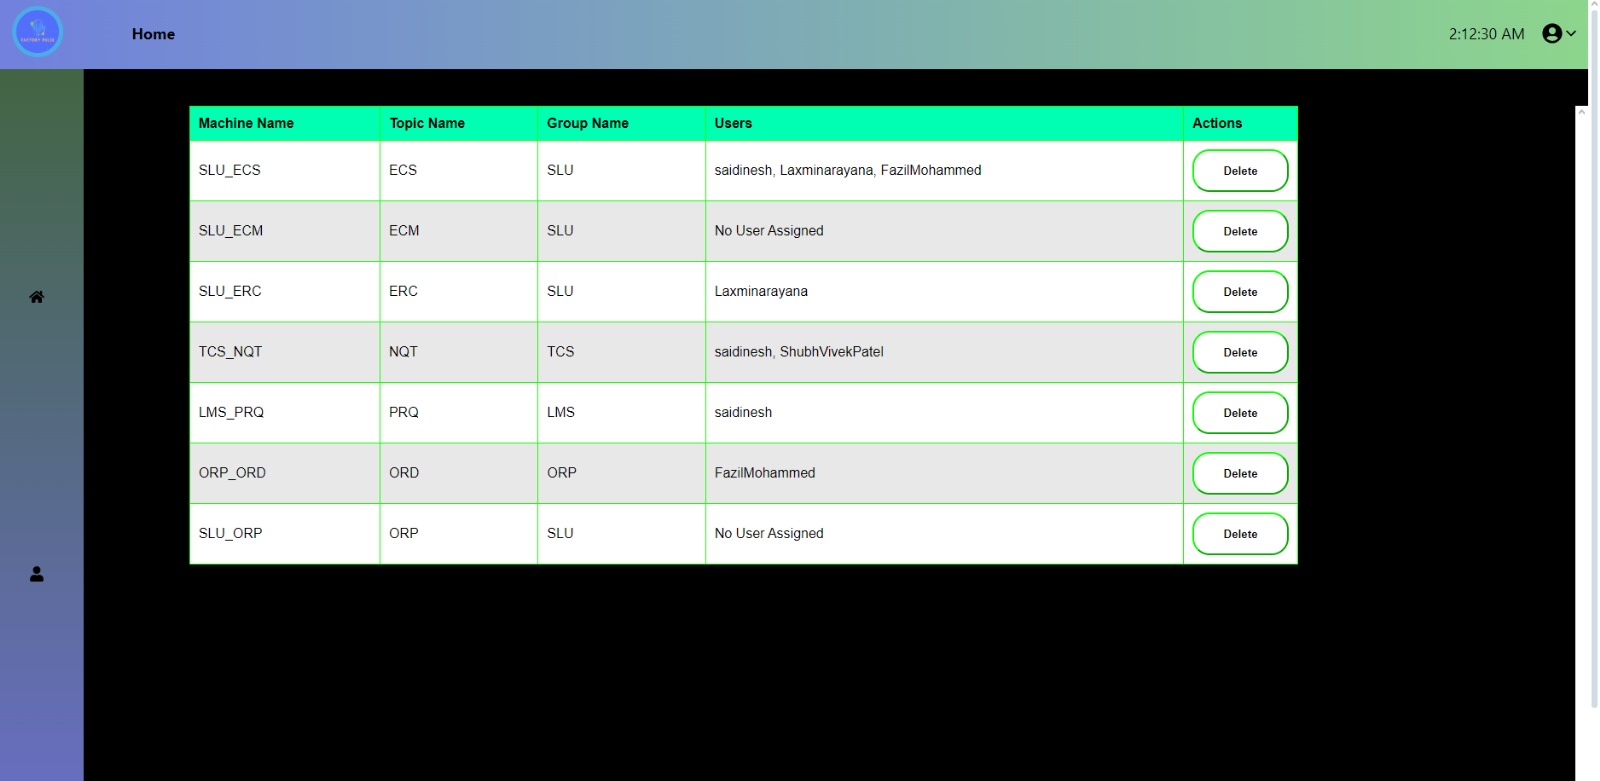 FACTORY PULSE
Home
2:12:30 AM
Machine Name Topic Name Group Name Users Actions
SLU_ECS ECS SLU saidinesh, Laxminarayana, FazilMohammed Delete
SLU_ECM ECM SLU No User Assigned Delete
SLU_ERC ERC SLU Laxminarayana Delete
TCS_NQT NQT TCS saidinesh, ShubhVivekPatel Delete
LMS_PRQ PRQ LMS saidinesh Delete
ORP_ORD ORD ORP FazilMohammed Delete
SLU_ORP ORP SLU No User Assigned Delete